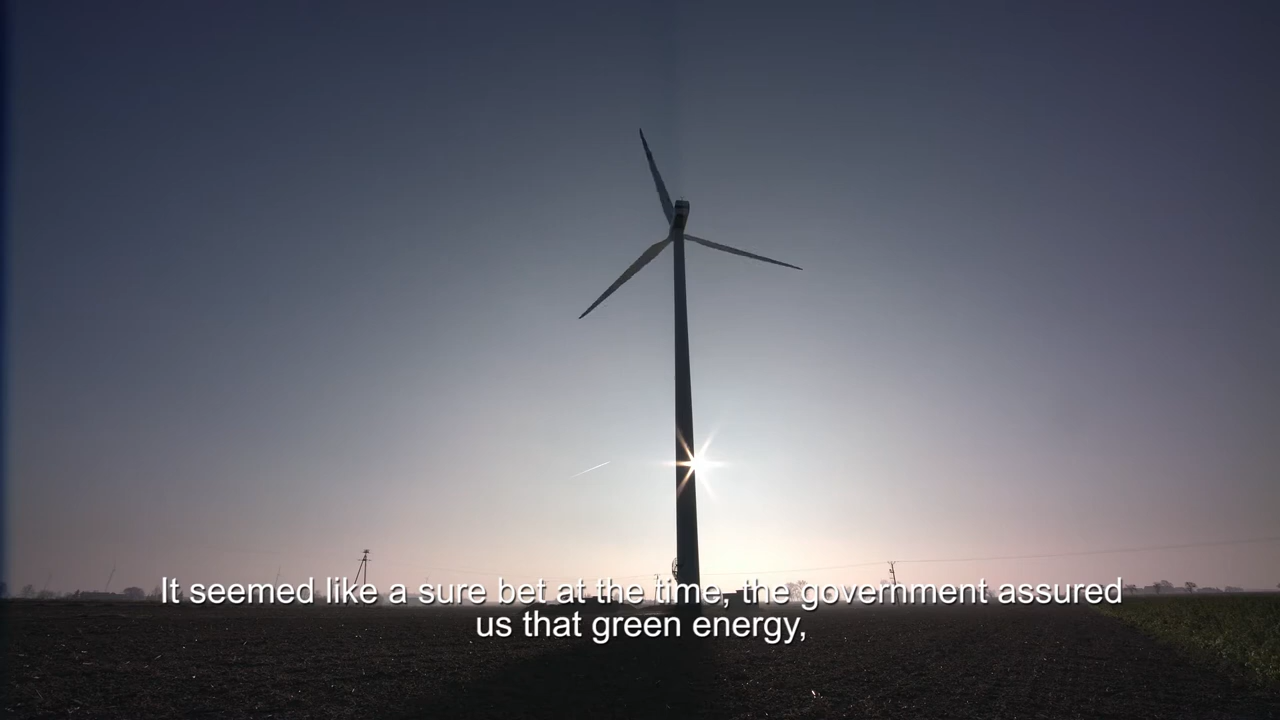 It seemed like a sure bet at the time, the government assured
us that green energy,